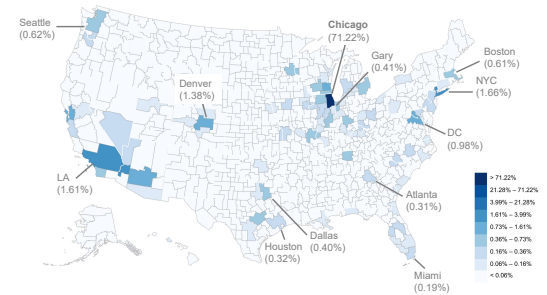 Seattle
(0.62%)
Chicago
(71.22%)
Gary
(0.41%)
Boston
(0.61%)
NYC
(1.66%)
Denver
(1.38%)
DC
(0.98%)
LA
(1.61%)
Atlanta
(0.31%)
Dallas
(0.40%)
Houston
(0.32%)
Miami
(0.19%)
> 71.22%
21.28% – 71.22%
3.99% – 21.28%
1.61% – 3.99%
0.73% – 1.61%
0.36% – 0.73%
0.16% – 0.36%
0.06% – 0.16%
< 0.06%